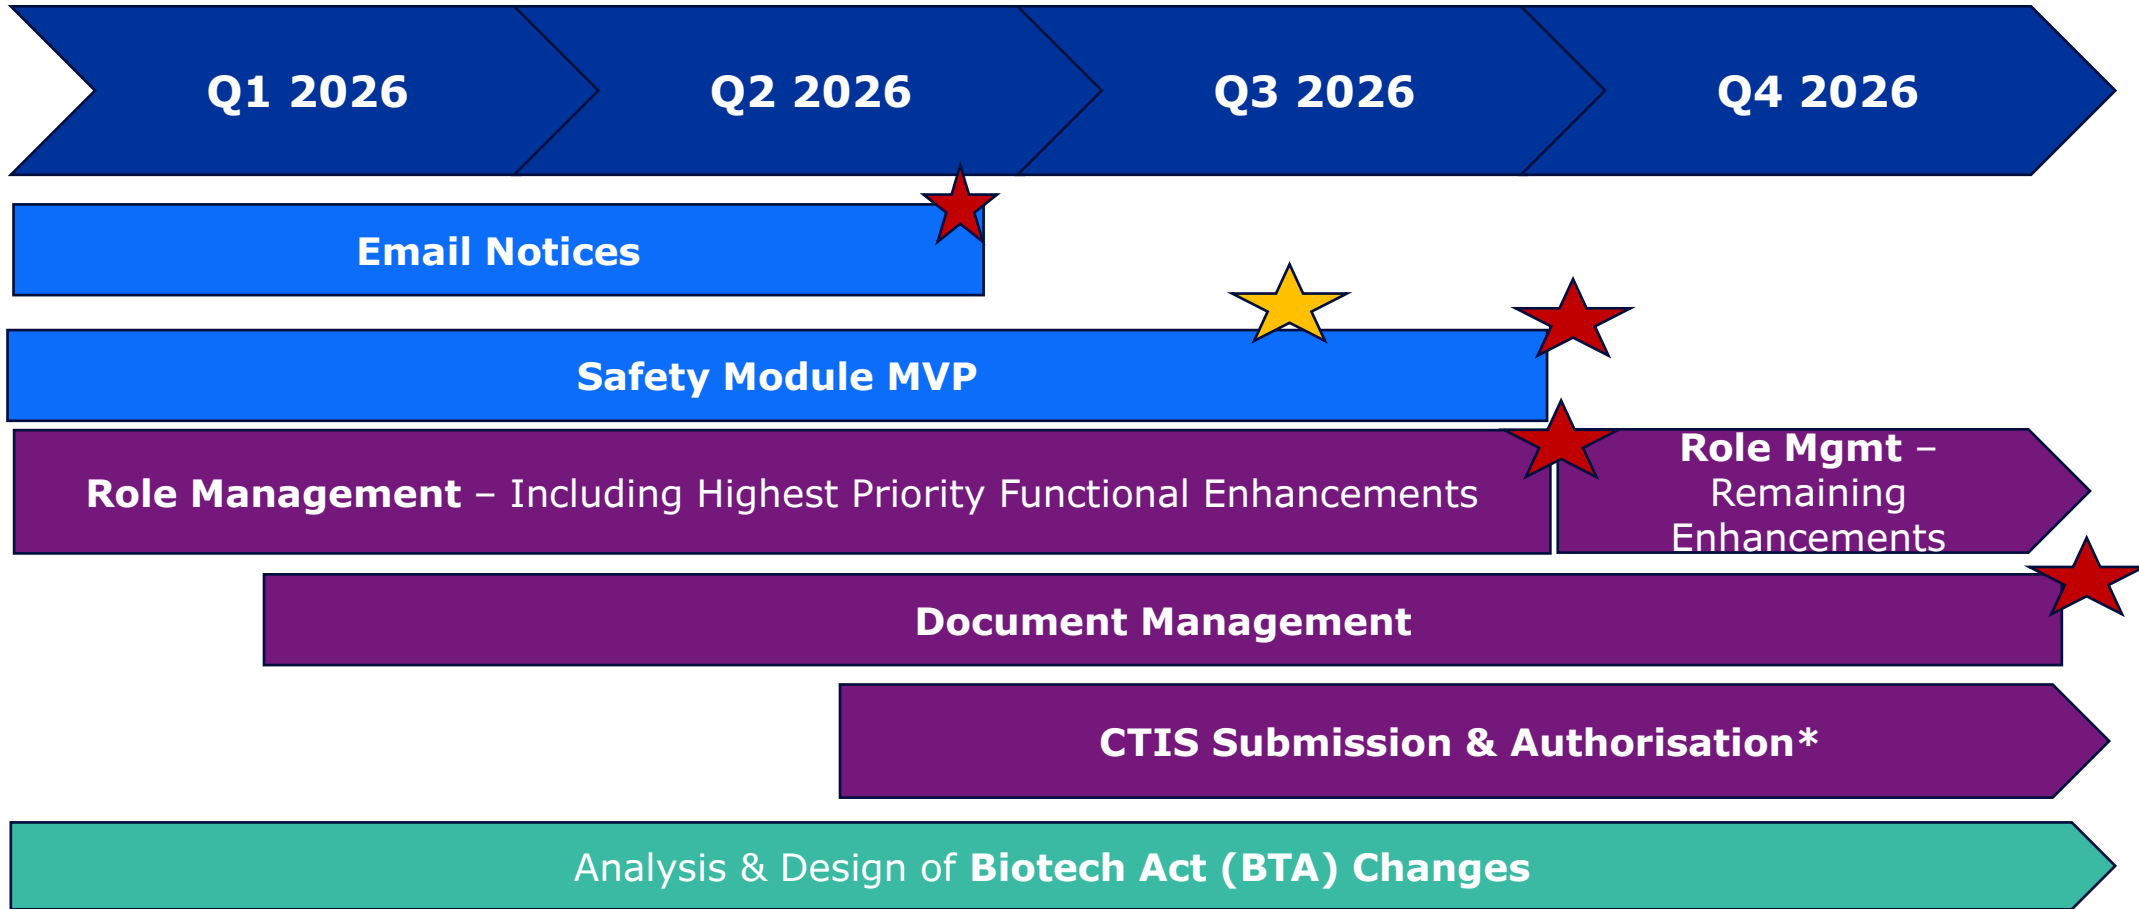 Q1 2026
Q2 2026
Q3 2026
Q4 2026
Email Notices
Safety Module MVP
Role Management – Including Highest Priority Functional Enhancements
Role Mgmt –
Remaining
Enhancements
Document Management
CTIS Submission & Authorisation*
Analysis & Design of Biotech Act (BTA) Changes